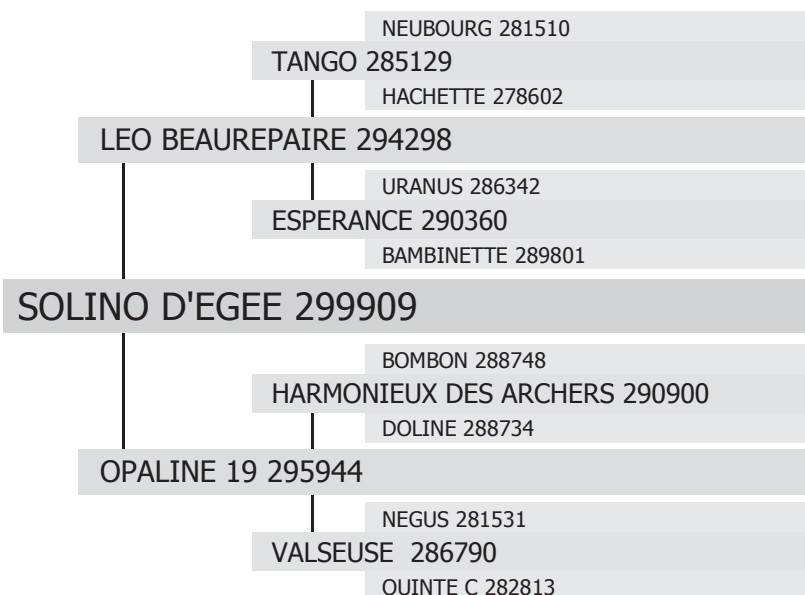 NEUBOURG 281510
TANGO 285129
HACHETTE 278602
LEO BEAUREPAIRE 294298
URANUS 286342
ESPERANCE 290360
BAMBINETTE 289801
SOLINO D'EGEE 299909
BOMBON 288748
HARMONIEUX DES ARCHERS 290900
DOLINE 288734
OPALINE 19 295944
NEGUS 281531
VALSEUSE 286790
QUINTE C 282813